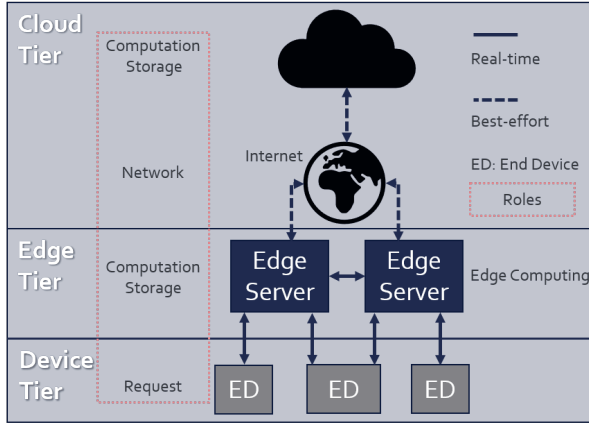 Cloud
Tier
Computation
Storage
Real-time
Best-effort
Internet
Network
ED: End Device
Roles
Edge
Tier
Computation
Storage
Edge
Server
Edge
Server
Edge Computing
Device
Tier
Request
ED
ED
ED